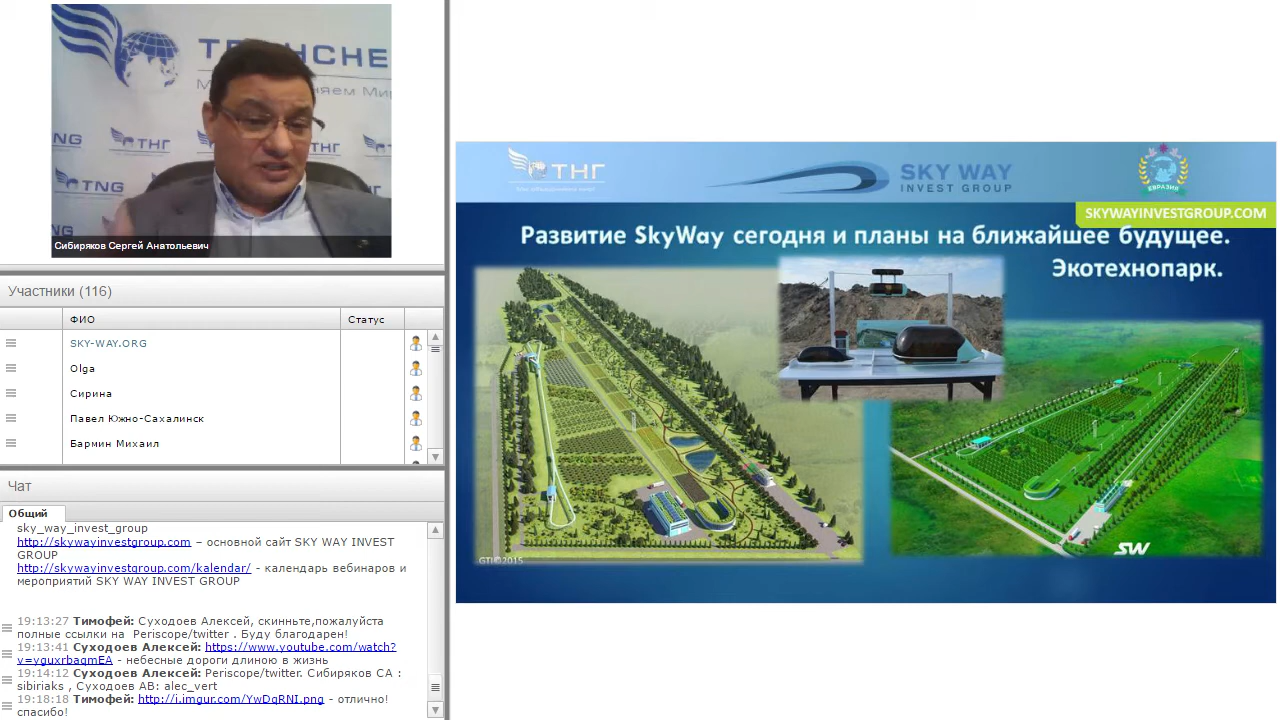 Сибиряков Сергей Анатольевич
TNG
ТНГ
TNG
Участники (116)
ФИО
Статус
SKY-WAY.ORG
Olga
Сирина
Павел Южно-Сахалинск
Бармин Михаил
Чат
Общий
sky_way_invest_group
http://skywayinvestgroup.com – основной сайт SKY WAY INVEST
GROUP
http://skywayinvestgroup.com/kalendar/ - календарь вебинаров и
мероприятий SKY WAY INVEST GROUP
19:13:27 Тимофей: Суходоев Алексей, скинньте,пожалуйста
полные ссылки на Periscope/twitter . Буду благодарен!
19:13:41 Суходоев Алексей: https://www.youtube.com/watch?
v=yguxrbaqmEA - небесные дороги длиною в жизнь
19:14:12 Суходоев Алексей: Periscope/twitter. Сибиряков СА :
sibiriaks , Суходоев АВ: alec_vert
19:18:18 Тимофей: http://i.imgur.com/YwDqRNI.png - отлично!
спасибо!
ТНГ
SKY WAY
INVEST GROUP
ЕВРАЗИЯ
SKYWAYINVESTGROUP.COM
Развитие SkyWay сегодня и планы на ближайшее будущее.
Экотехнопарк.
GTI©2015
SW